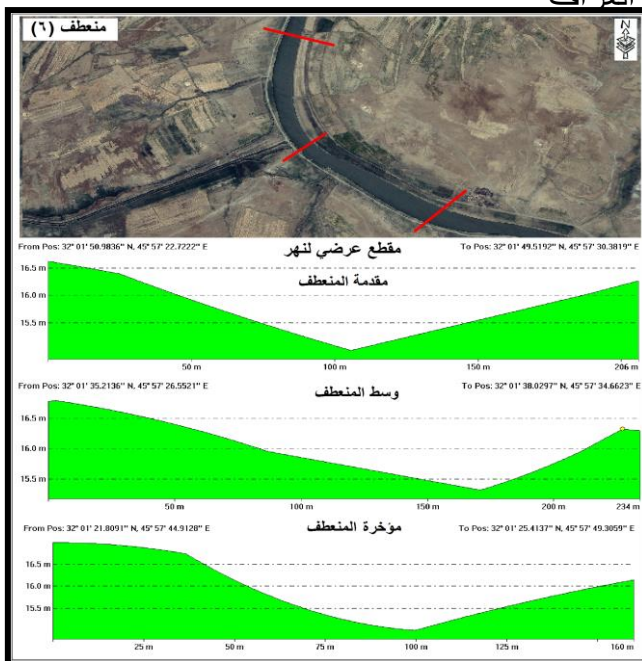 منعطف (٦)
N
From Pos: 32° 01' 50.9836" N, 45° 57' 22.7222" E
مقطع عرضي لنهر
To Pos: 32° 01' 49.5192" N, 45° 57' 30.3819" E
مقدمة المنعطف
16.5 m
16.0 m
15.5 m
50 m 100 m 150 m 206 m
From Pos: 32° 01' 35.2136" N, 45° 57' 26.5521" E
وسط المنعطف
To Pos: 32° 01' 38.0297" N, 45° 57' 34.6623" E
16.5 m
16.0 m
15.5 m
50 m 100 m 150 m 200 m 234 m
From Pos: 32° 01' 21.8091" N, 45° 57' 44.9128" E
مؤخرة المنعطف
To Pos: 32° 01' 25.4137" N, 45° 57' 49.3059" E
16.5 m
16.0 m
15.5 m
25 m 50 m 75 m 100 m 125 m 160 m